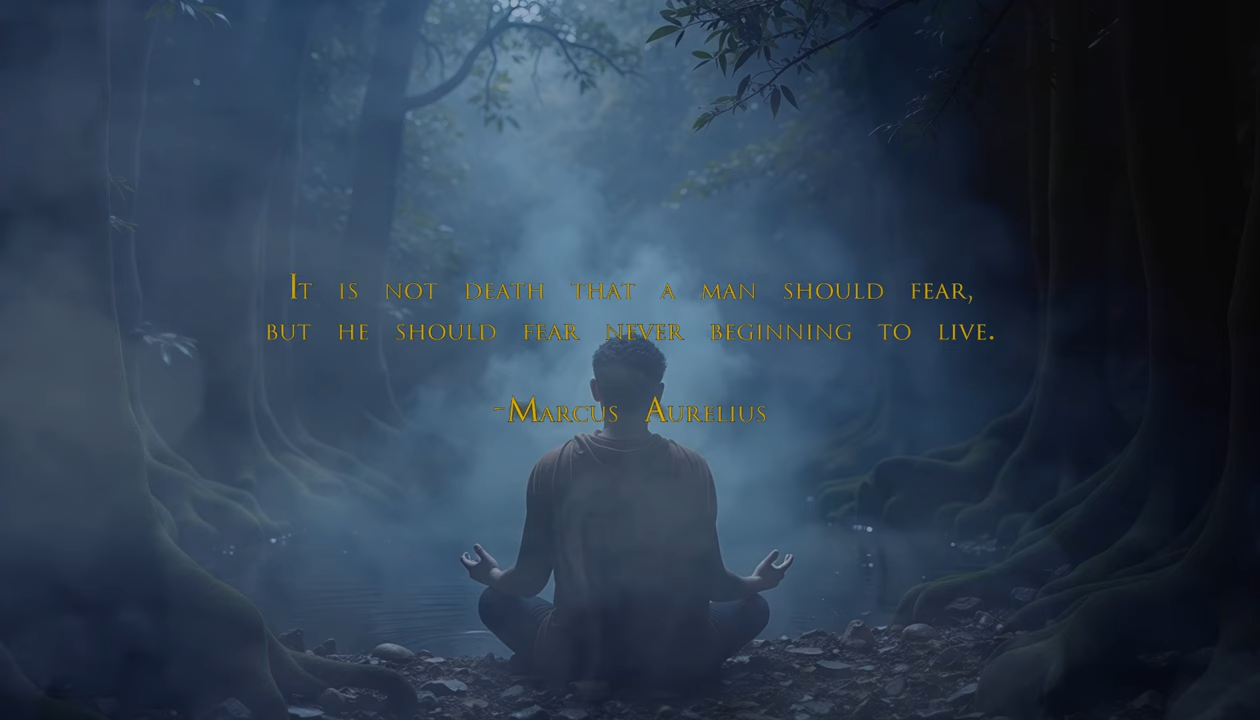 It is not death that a man should fear,
but he should fear never beginning to live.
-Marcus Aurelius